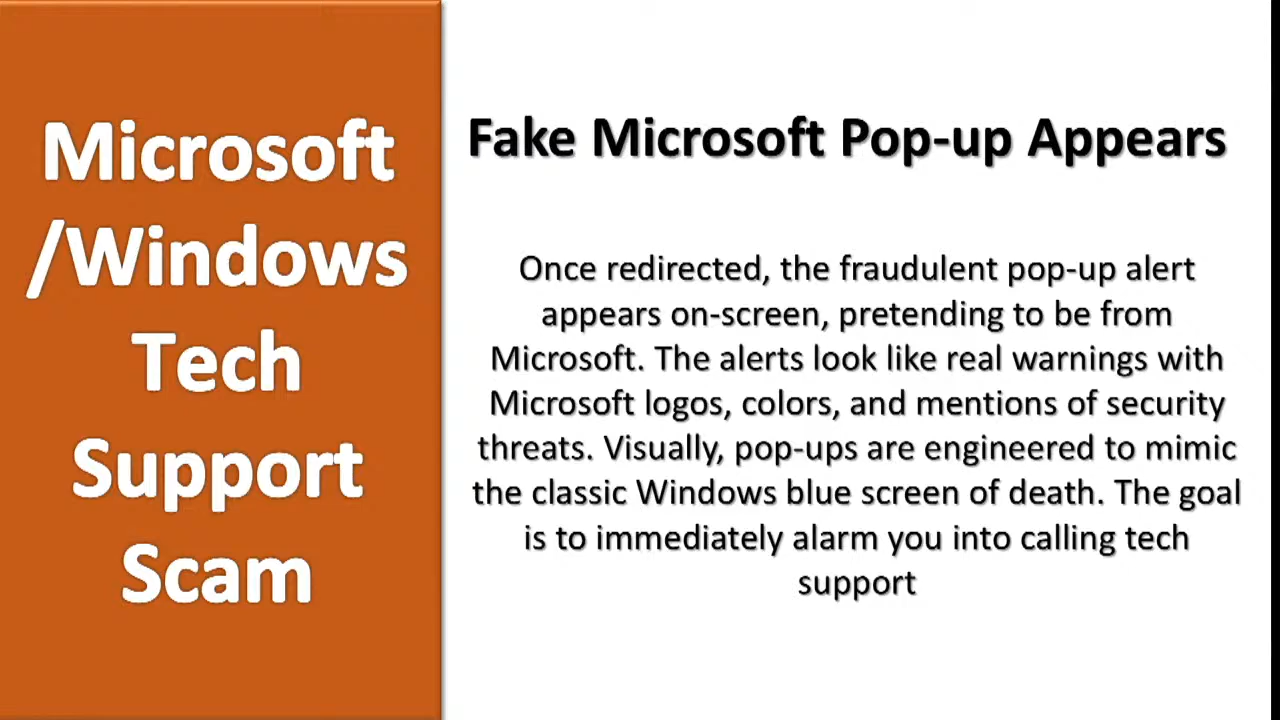 Microsoft
/Windows
Tech
Support
Scam
Fake Microsoft Pop-up Appears
Once redirected, the fraudulent pop-up alert
appears on-screen, pretending to be from
Microsoft. The alerts look like real warnings with
Microsoft logos, colors, and mentions of security
threats. Visually, pop-ups are engineered to mimic
the classic Windows blue screen of death. The goal
is to immediately alarm you into calling tech
support